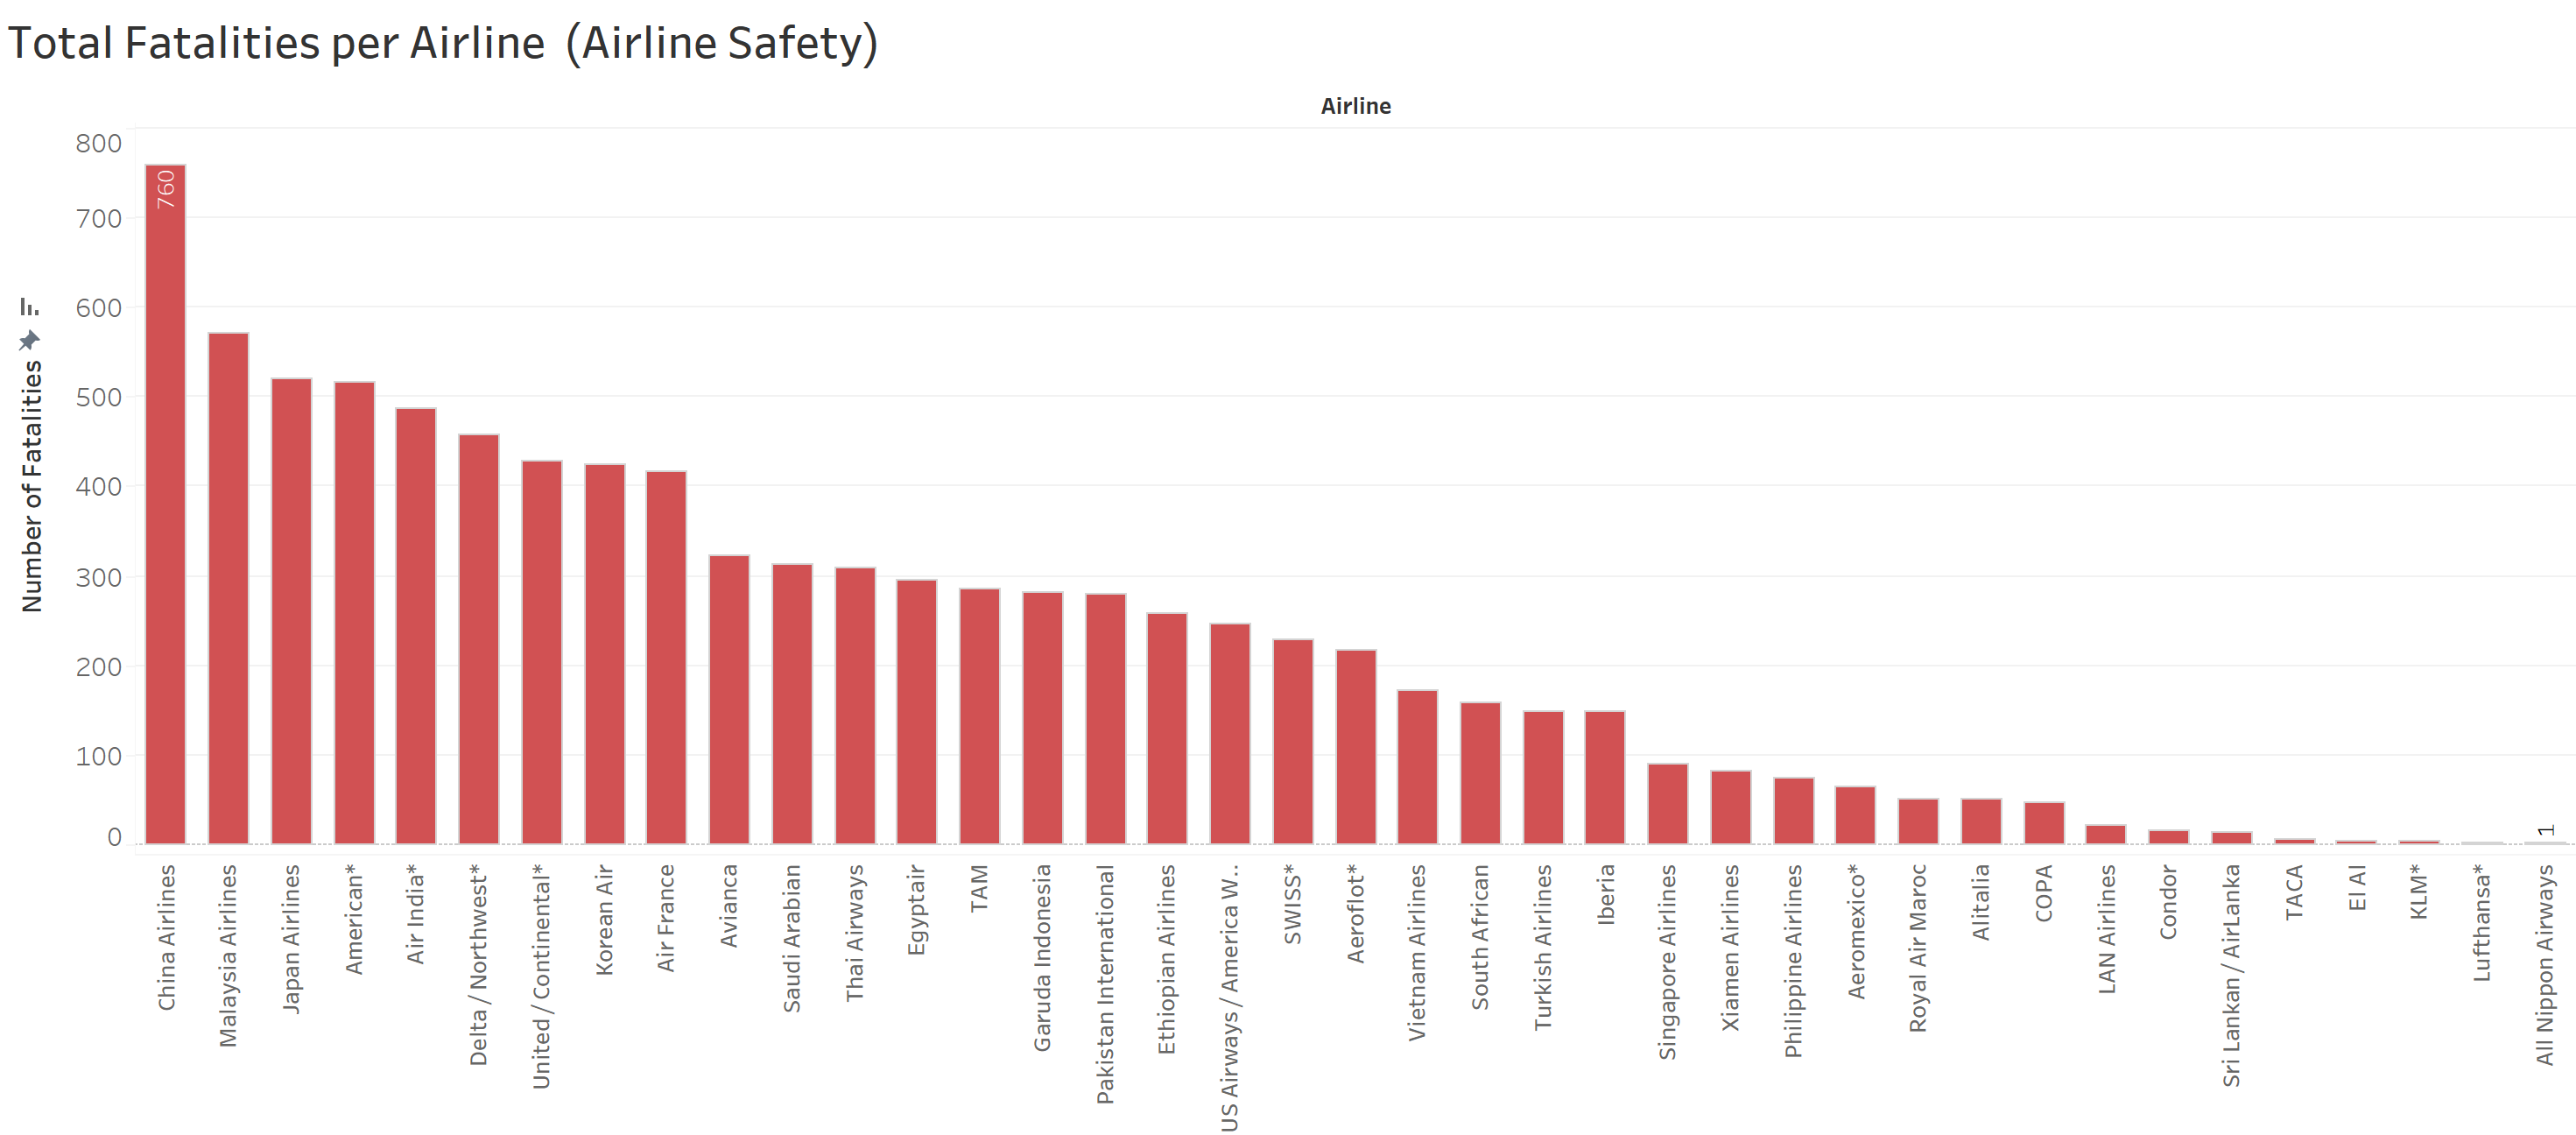 Total Fatalities per Airline (Airline Safety)
Airline
Number of Fatalities
800
700
600
500
400
300
200
100
0
760
1
China Airlines
Malaysia Airlines
Japan Airlines
American*
Air India*
Delta / Northwest*
United / Continental*
Korean Air
Air France
Avianca
Saudi Arabian
Thai Airways
Egyptair
TAM
Garuda Indonesia
Pakistan International
Ethiopian Airlines
US Airways / America W..
SWISS*
Aeroflot*
Vietnam Airlines
South African
Turkish Airlines
Iberia
Singapore Airlines
Xiamen Airlines
Philippine Airlines
Aeromexico*
Royal Air Maroc
Alitalia
COPA
LAN Airlines
Condor
Sri Lankan / AirLanka
TACA
El Al
KLM*
Lufthansa*
All Nippon Airways